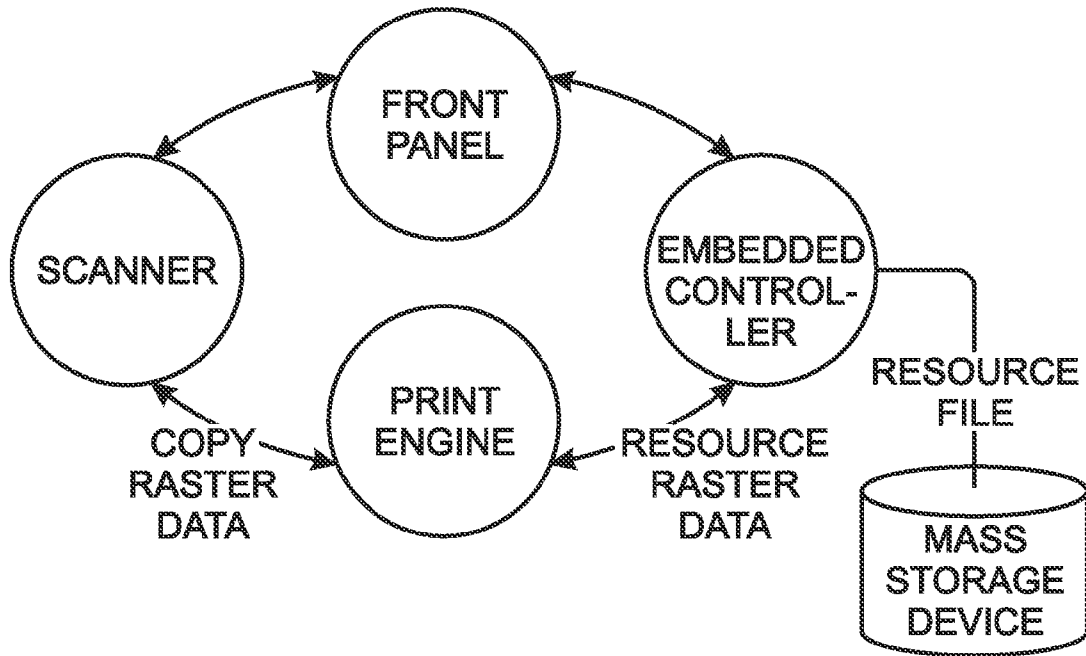 FRONT
PANEL
SCANNER
EMBEDDED
CONTROL-
LER
PRINT
ENGINE
COPY
RASTER
DATA
RESOURCE
RASTER
DATA
RESOURCE
FILE
MASS
STORAGE
DEVICE